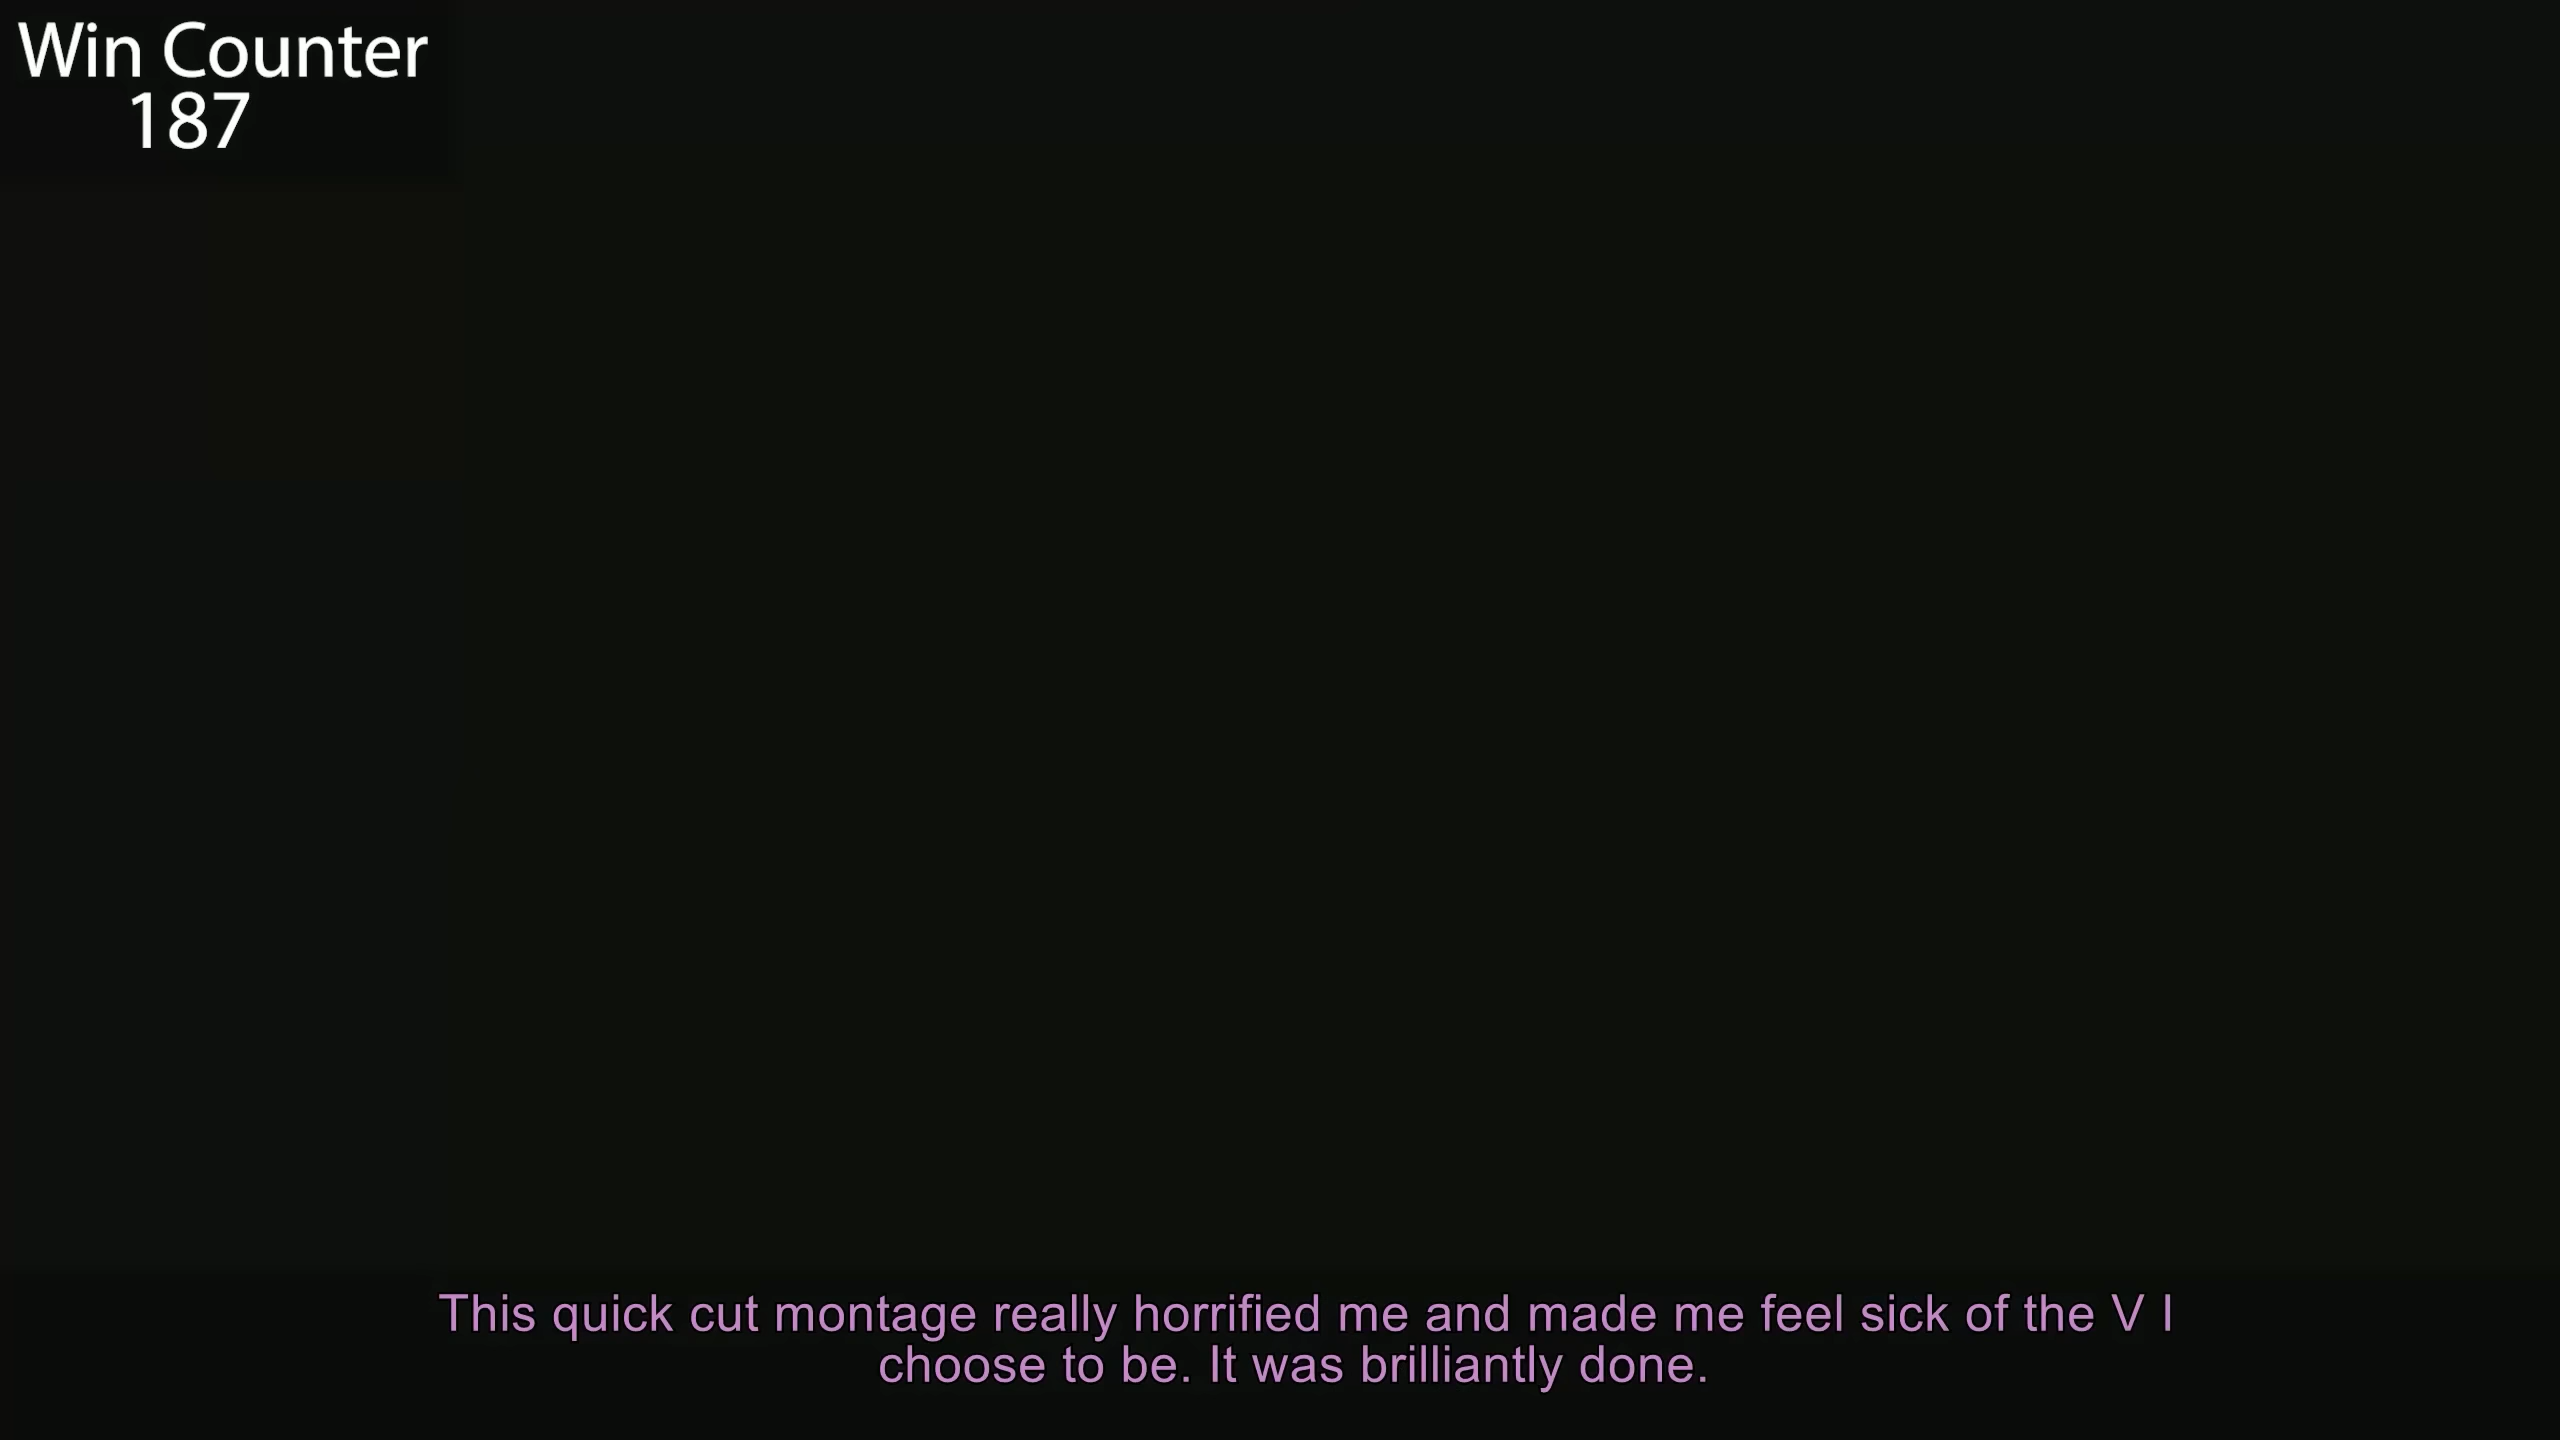 Win Counter
187
This quick cut montage really horrified me and made me feel sick of the V I
choose to be. It was brilliantly done.